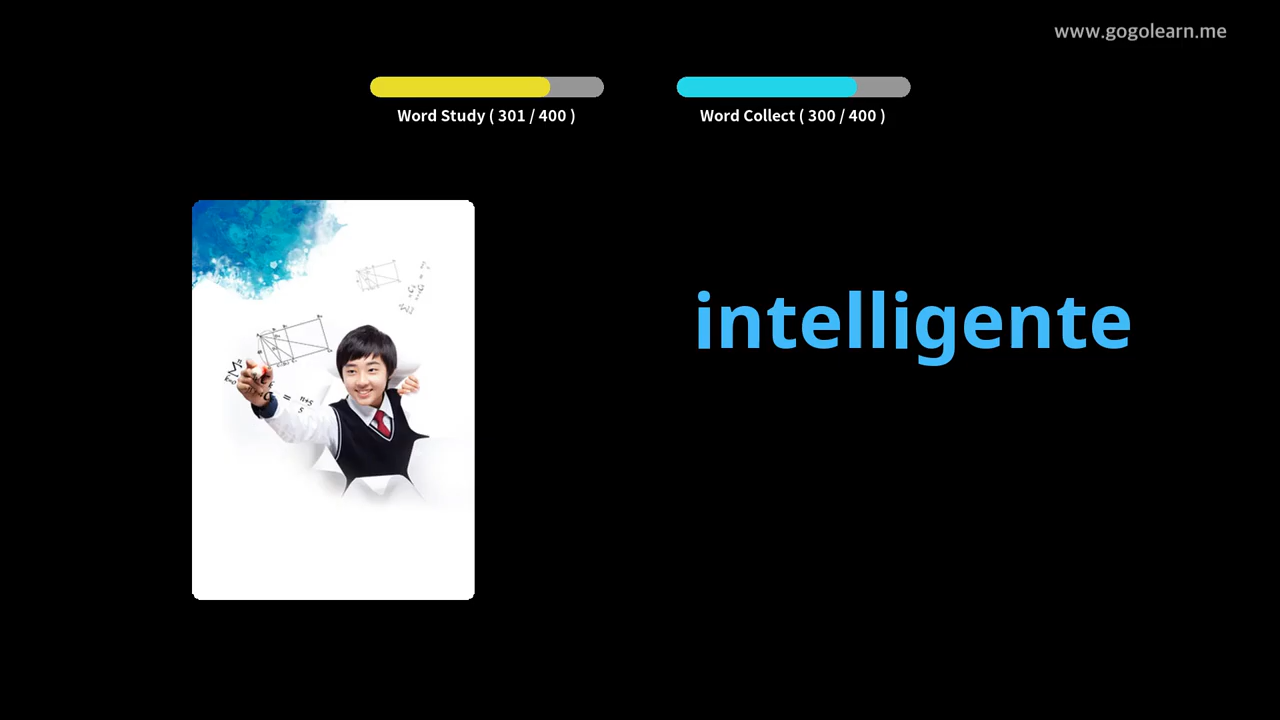 www.gogolearn.me
Word Study ( 301 / 400 )
Word Collect ( 300 / 400 )
intelligente
=
n+s
s